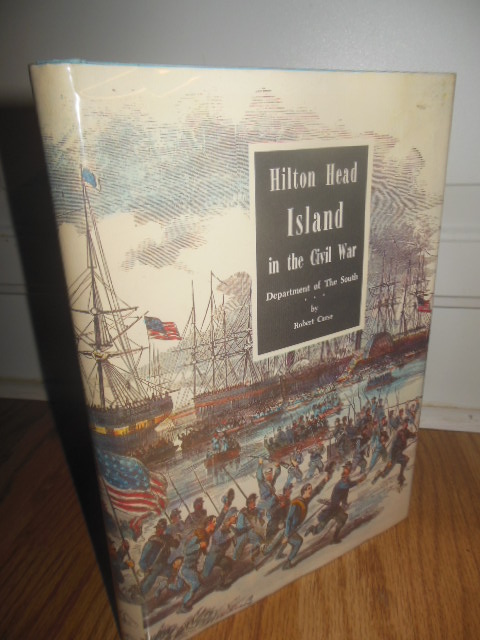 Hilton Head
Island
in the Civil War
Department of The South
by
Robert Carse